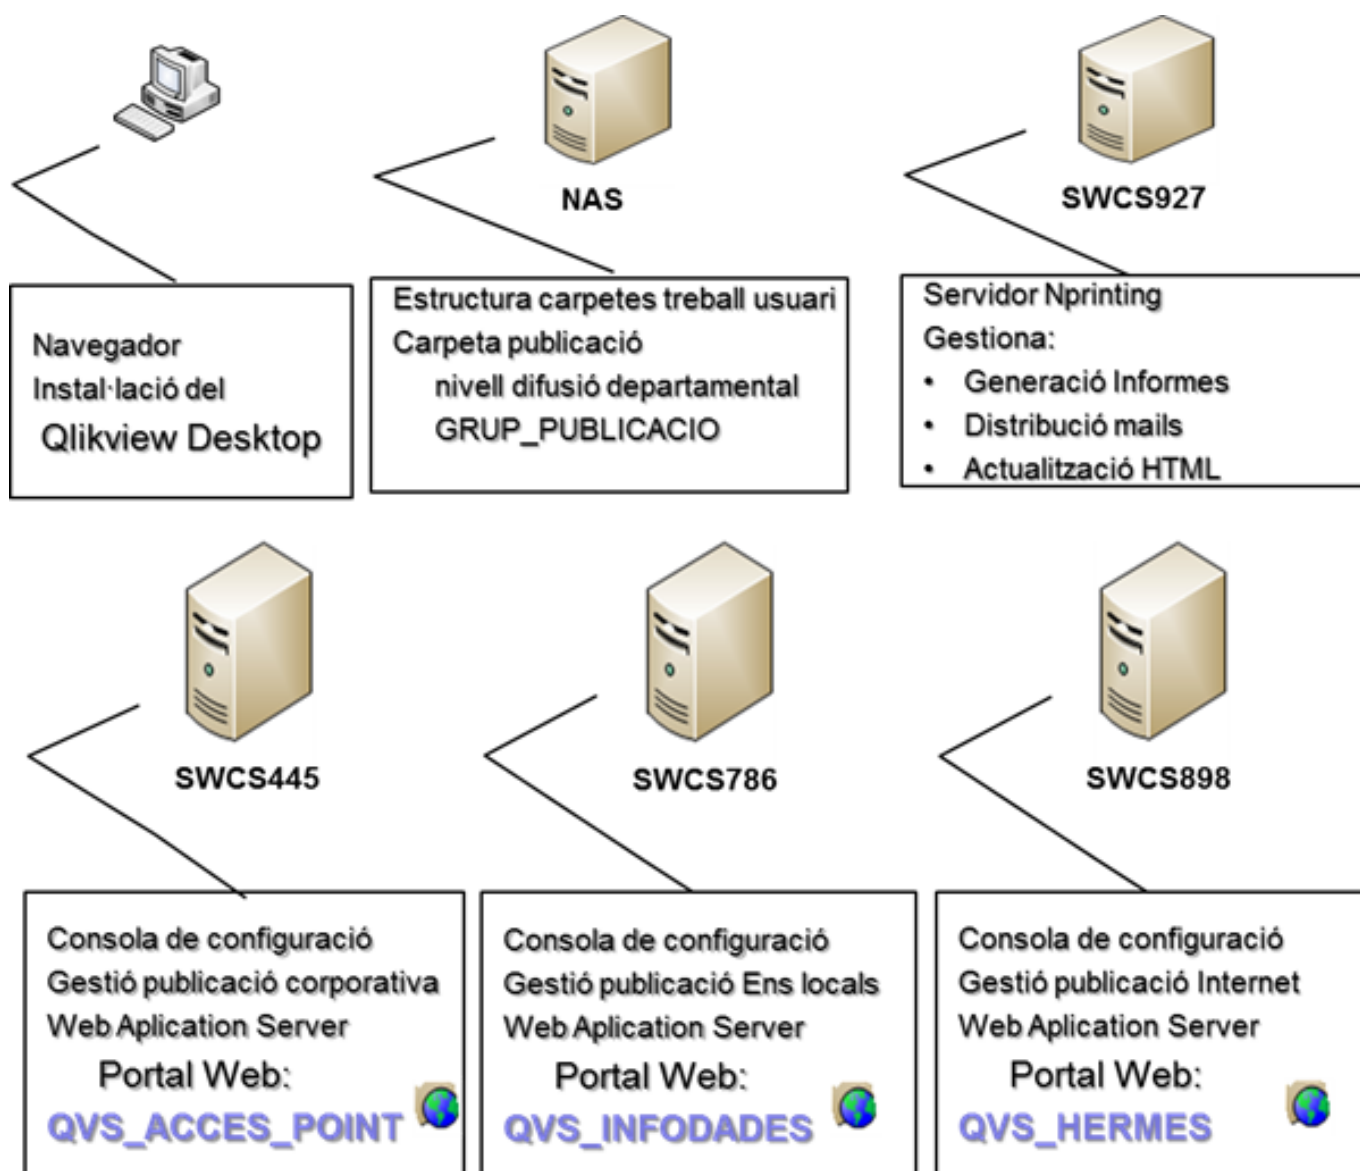 NAS
SWCS927
Navegador
Instal·lació del
Qlikview Desktop
Estructura carpetes treball usuari
Carpeta publicació
nivell difusió departamental
GRUP_PUBLICACIO
Servidor Nprinting
Gestiona:
• Generació Informes
• Distribució mails
• Actualització HTML
SWCS445
SWCS786
SWCS898
Consola de configuració
Gestió publicació corporativa
Web Aplication Server
Portal Web:
QVS_ACCES_POINT
Consola de configuració
Gestió publicació Ens locals
Web Aplication Server
Portal Web:
QVS_INFODADES
Consola de configuració
Gestió publicació Internet
Web Aplication Server
Portal Web:
QVS_HERMES